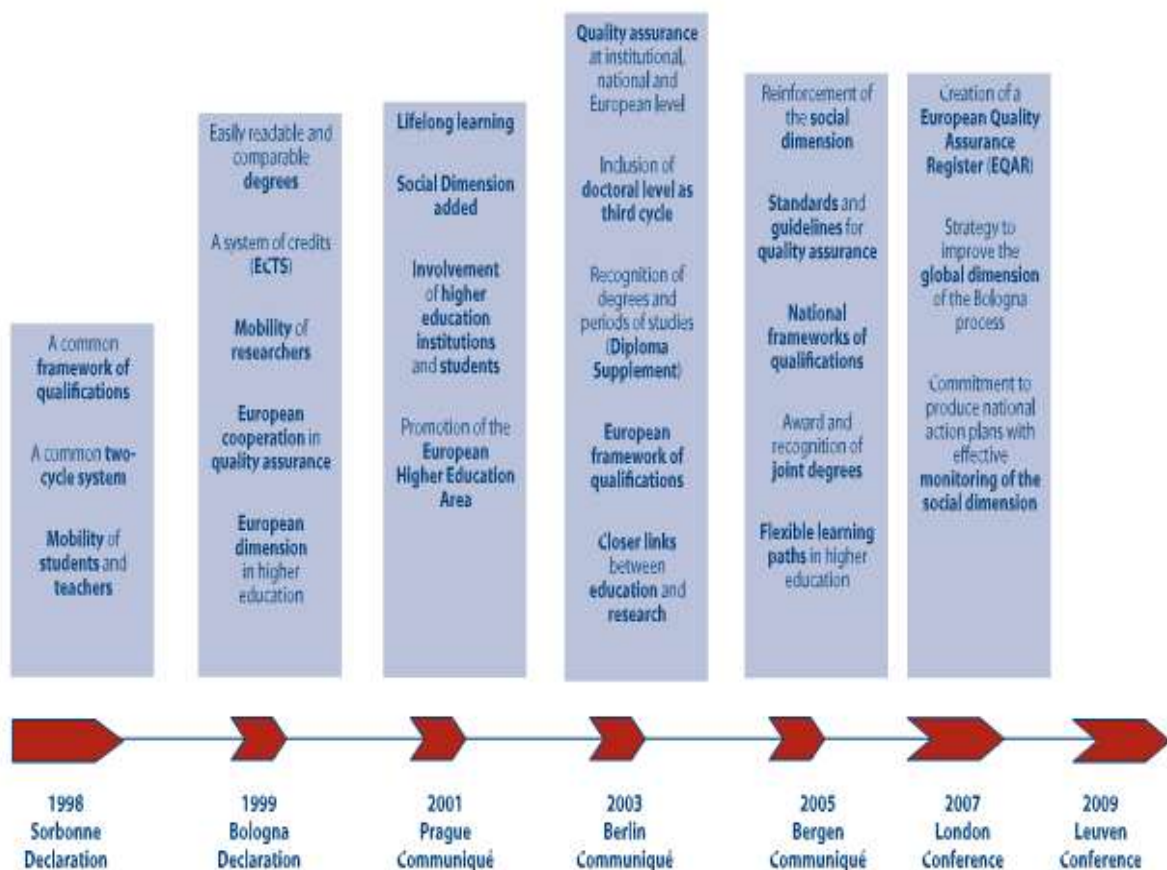 A common
framework of
qualifications
A common two-
cycle system
Mobility of
students and
teachers
Easily readable and
comparable
degrees
A system of credits
(EcTS)
Mobility of
researchers
European
cooperation in
quality assurance
European
dimension
in higher
education
Lifelong learning
Social Dimension
added
Involvement
of higher
education
institutions
and students
Promotion of the
European
Higher Education
Area
Quality assurance
at institutional,
national and
European level
Inclusion of
doctoral level as
third cycle
Recognition of
degrees and
periods of studies
(Diploma
Supplement)
European
framework of
qualifications
Closer links
between
education and
research
Reinforcement of
the social
dimension
Standards and
guidelines for
quality assurance
National
frameworks of
qualifications
Award and
recognition of
joint degrees
Flexible learning
paths in higher
education
Creation of a
European Quality
Assurance
Register (EQAR)
Strategy to
improve the
global dimension
of the Bologna
process
Commitment to
produce national
action plans with
effective
monitoring of the
social dimension
1998
Sorbonne
Declaration
1999
Bologna
Declaration
2001
Prague
Communiqué
2003
Berlin
Communiqué
2005
Bergen
Communiqué
2007
London
Conference
2009
Leuven
Conference